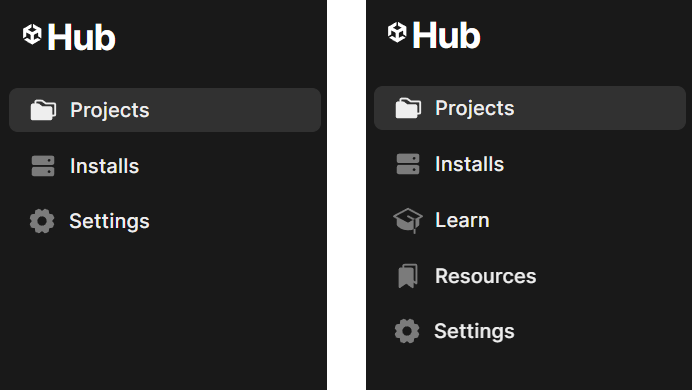 Hub
Projects
Installs
Settings
Hub
Projects
Installs
Learn
Resources
Settings